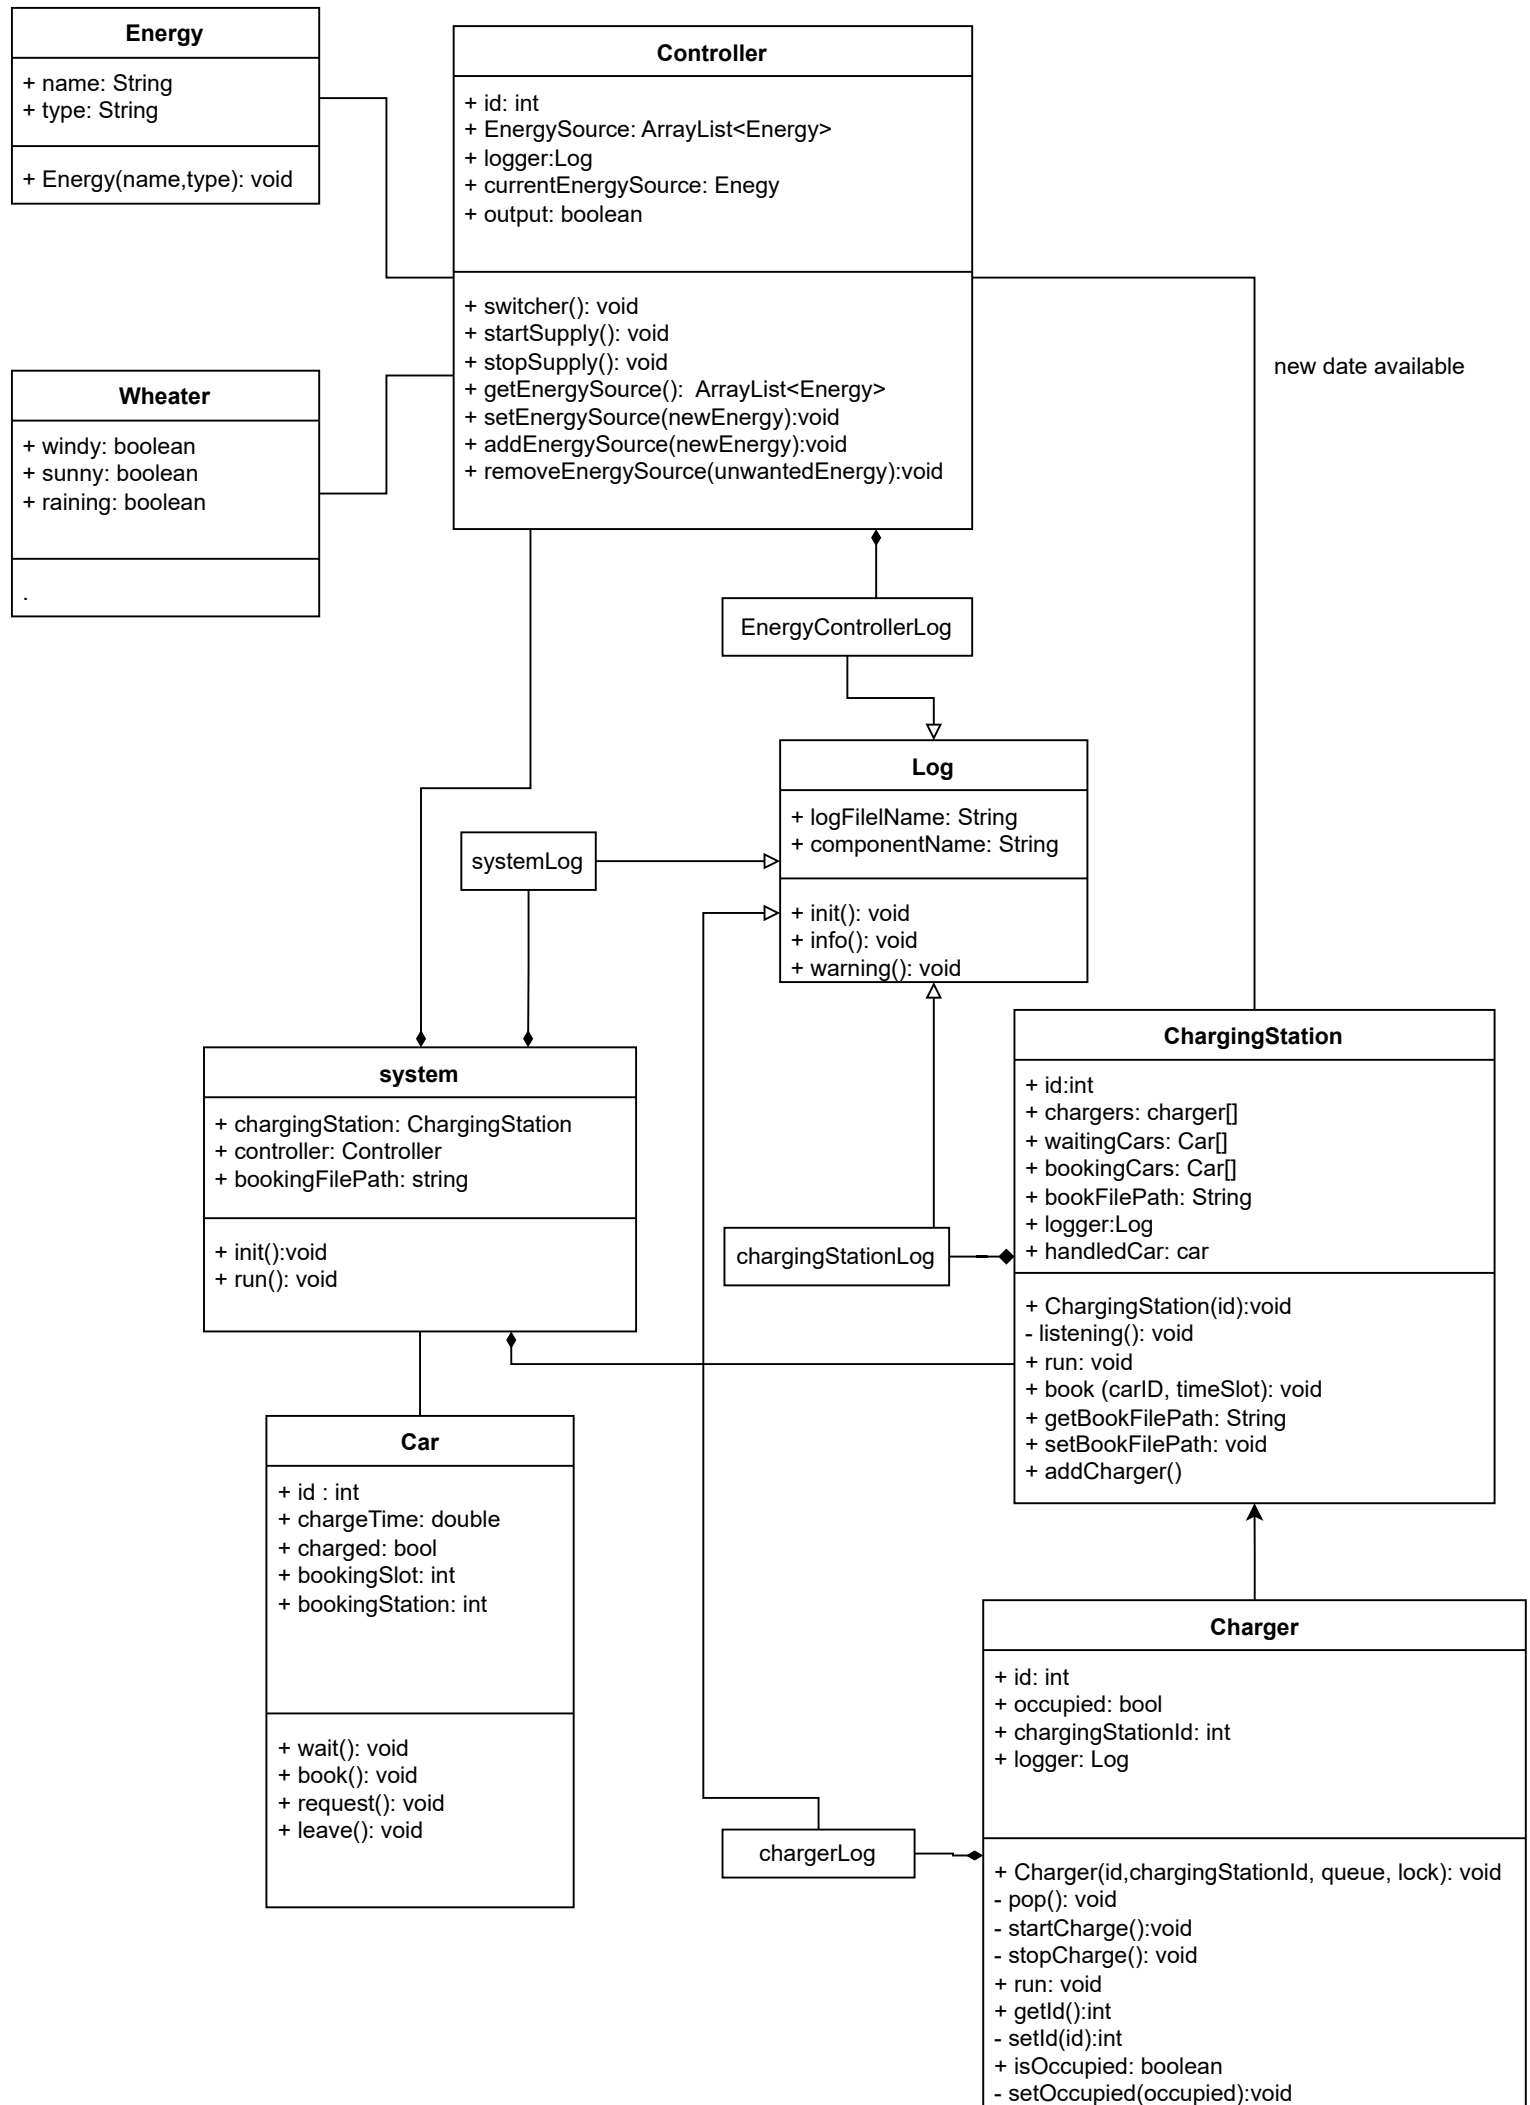 Energy
+ name: String
+ type: String
+ Energy(name,type): void
Controller
+ id: int
+ EnergySource: ArrayList<Energy>
+ logger:Log
+ currentEnergySource: Enegy
+ output: boolean
+ switcher(): void
+ startSupply(): void
+ stopSupply(): void
+ getEnergySource():  ArrayList<Energy>
+ setEnergySource(newEnergy):void
+ addEnergySource(newEnergy):void
+ removeEnergySource(unwantedEnergy):void
new date available
Wheater
+ windy: boolean
+ sunny: boolean
+ raining: boolean
.
EnergyControllerLog
Log
+ logFilelName: String
+ componentName: String
+ init(): void
+ info(): void
+ warning(): void
systemLog
system
+ chargingStation: ChargingStation
+ controller: Controller
+ bookingFilePath: string
+ init():void
+ run(): void
chargingStationLog
ChargingStation
+ id:int
+ chargers: charger[]
+ waitingCars: Car[]
+ bookingCars: Car[]
+ bookFilePath: String
+ logger:Log
+ handledCar: car
+ ChargingStation(id):void
- listening(): void
+ run: void
+ book (carID, timeSlot): void
+ getBookFilePath: String
+ setBookFilePath: void
+ addCharger()
Car
+ id : int
+ chargeTime: double
+ charged: bool
+ bookingSlot: int
+ bookingStation: int
+ wait(): void
+ book(): void
+ request(): void
+ leave(): void
chargerLog
Charger
+ id: int
+ occupied: bool
+ chargingStationId: int
+ logger: Log
+ Charger(id,chargingStationId, queue, lock): void
- pop(): void
- startCharge():void
- stopCharge(): void
+ run: void
+ getId():int
- setId(id):int
+ isOccupied: boolean
- setOccupied(occupied):void